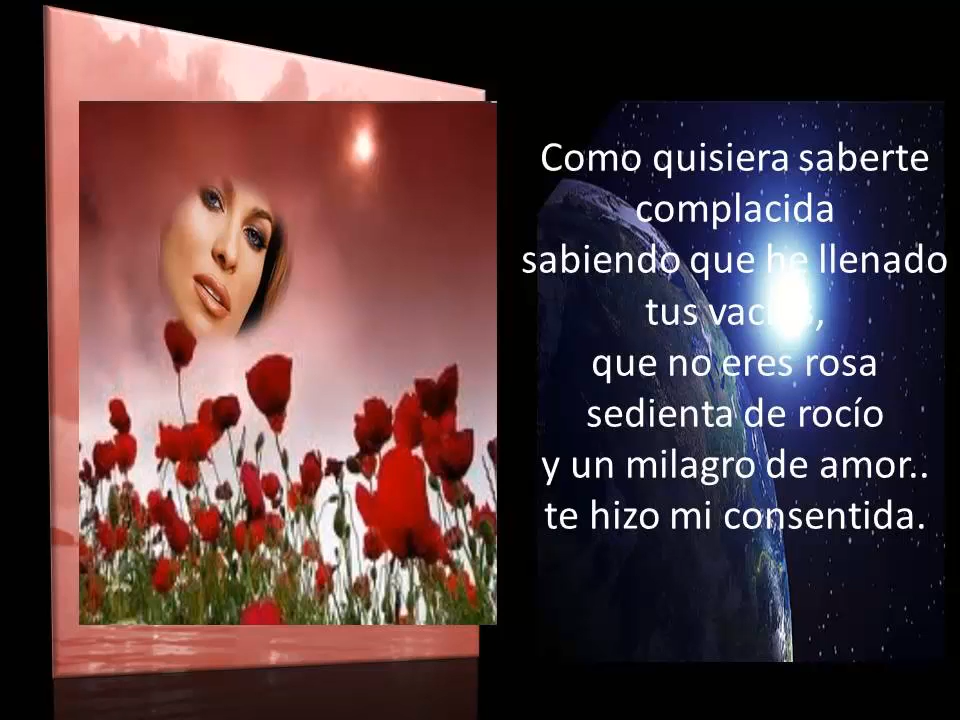 Como quisiera saberte
complacida
sabiendo que he llenado
tus vacíos,
que no eres rosa
sedienta de rocío
y un milagro de amor..
te hizo mi consentida.